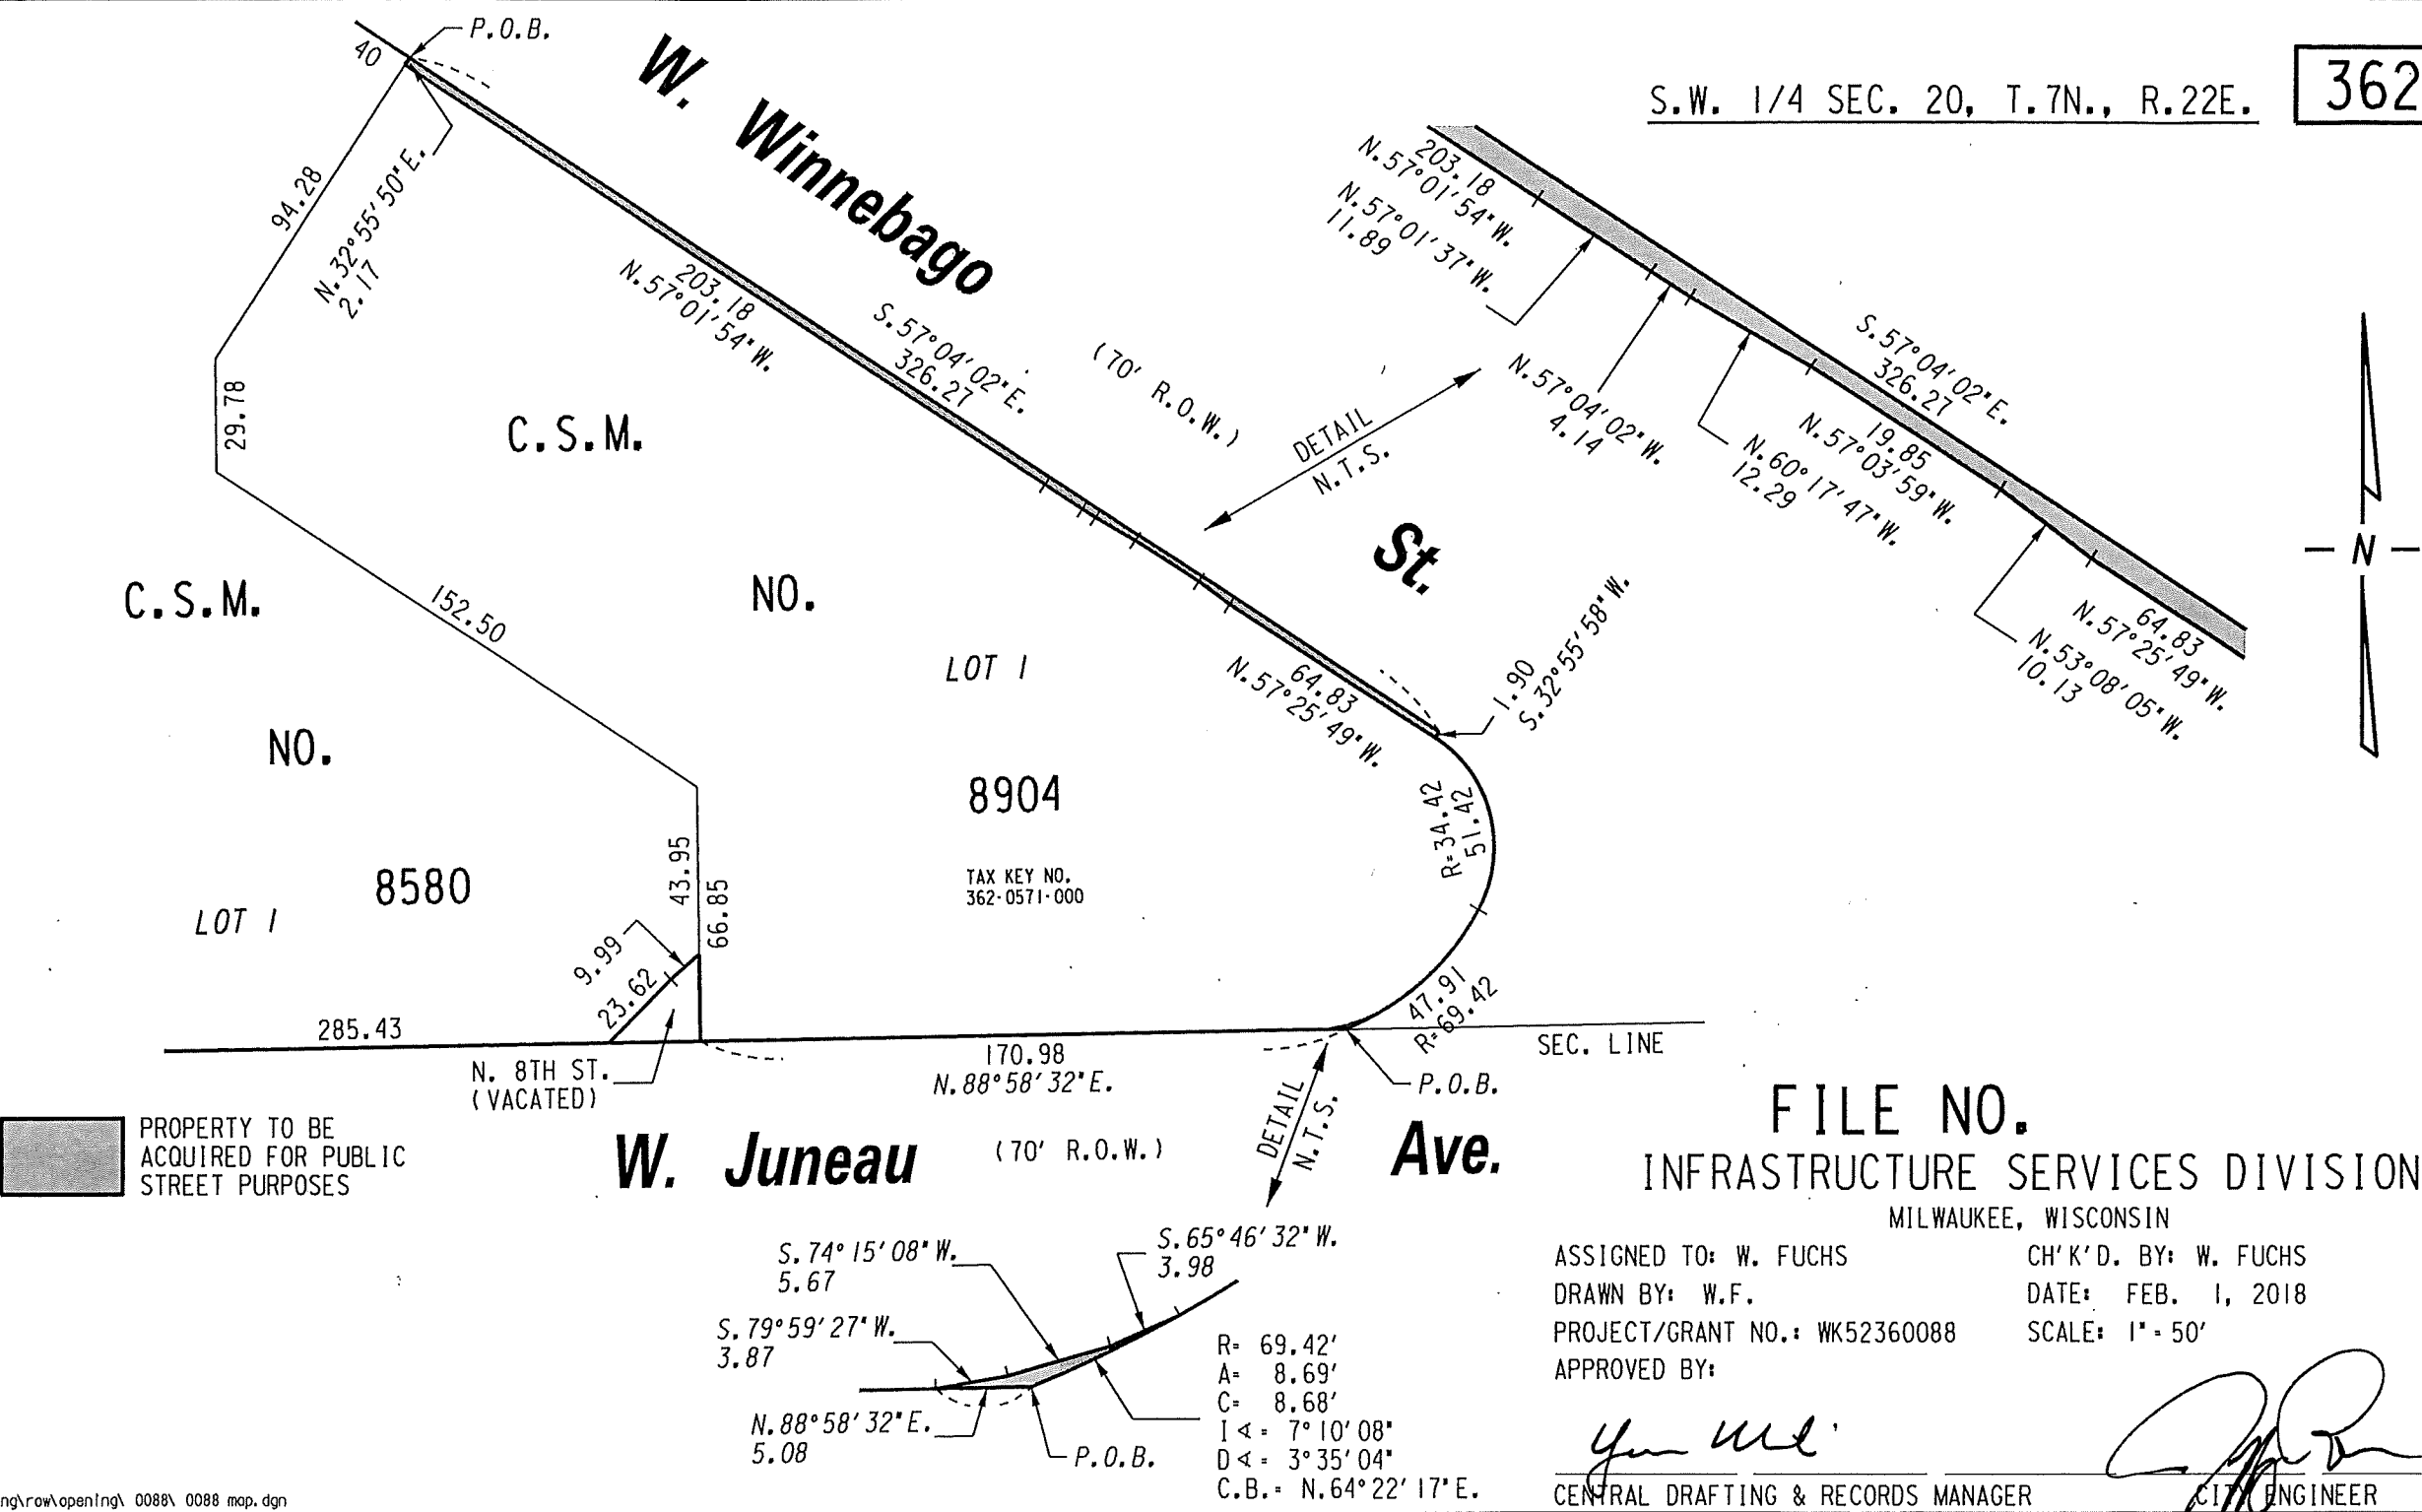 P.O.B.
40
W. Winnebago St.
S.W. 1/4 SEC. 20, T.7N., R.22E.
362
94.28
N.32°55'50"E.
2.17
29.78
203.18
N.57°01'54"W.
S.57°04'02"E.
326.27
(70' R.O.W.)
DETAIL
N.T.S.
203.18
N.57°01'54"W.
N.57°01'37"W.
11.89
N.57°04'02"W.
4.14
S.57°04'02"E.
326.27
N.60°17'47"W.
12.29
19.85
N.57°03'59"W.
N.53°08'05"W.
10.13
64.83
N.57°25'49"W.
- N -
C.S.M.
NO.
8904
LOT 1
TAX KEY NO.
362-0571-000
C.S.M.
NO.
8580
LOT 1
152.50
64.83
N.57°25'49"W.
1.90
S.32°55'58"W.
R=34.42
51.42
43.95
66.85
9.99
23.62
47.91
R=69.42
285.43
N. 8TH ST.
(VACATED)
170.98
N.88°58'32"E.
SEC. LINE
P.O.B.
DETAIL
N.T.S.
W. Juneau Ave.
(70' R.O.W.)
PROPERTY TO BE
ACQUIRED FOR PUBLIC
STREET PURPOSES
S.74°15'08"W.
5.67
S.65°46'32"W.
3.98
S.79°59'27"W.
3.87
N.88°58'32"E.
5.08
P.O.B.
R= 69.42'
A= 8.69'
C= 8.68'
I∢= 7°10'08"
D∢= 3°35'04"
C.B.= N.64°22'17"E.
FILE NO.
INFRASTRUCTURE SERVICES DIVISION
MILWAUKEE, WISCONSIN
ASSIGNED TO: W. FUCHS
CH'K'D. BY: W. FUCHS
DRAWN BY: W.F.
DATE: FEB. 1, 2018
PROJECT/GRANT NO.: WK52360088
SCALE: 1"=50'
APPROVED BY:
CENTRAL DRAFTING & RECORDS MANAGER
CITY ENGINEER
ng\row\opening\ 0088\ 0088 map.dgn